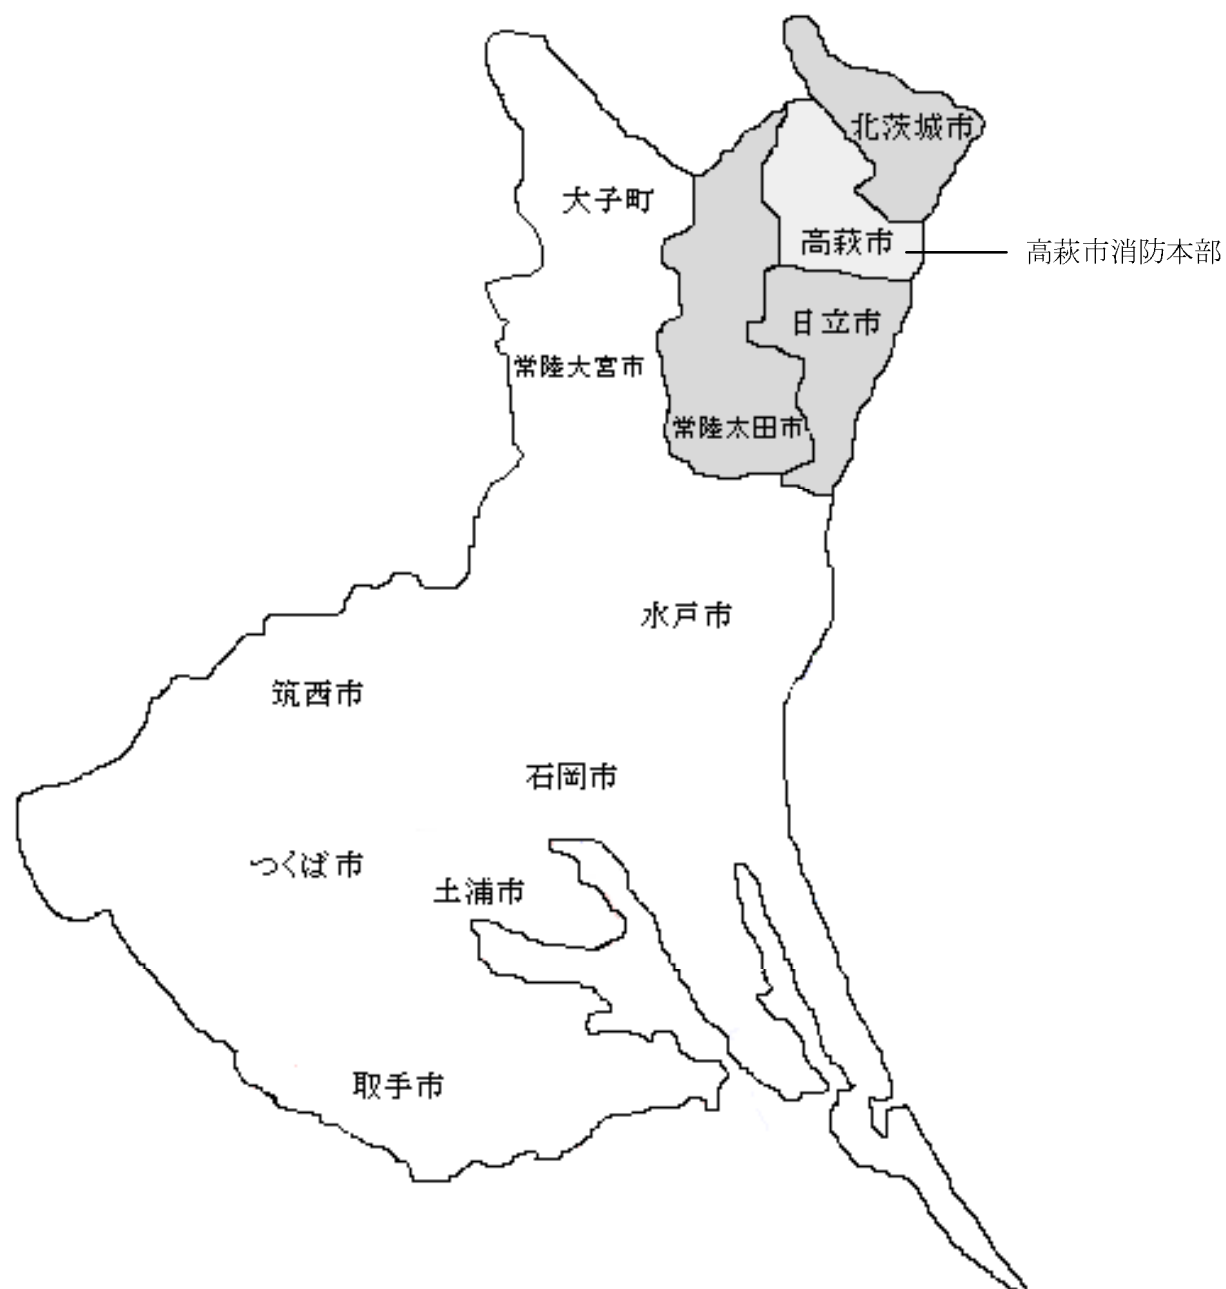 北茨城市
大子町
高萩市
高萩市消防本部
日立市
常陸大宮市
常陸太田市
水戸市
筑西市
石岡市
つくば市
土浦市
取手市